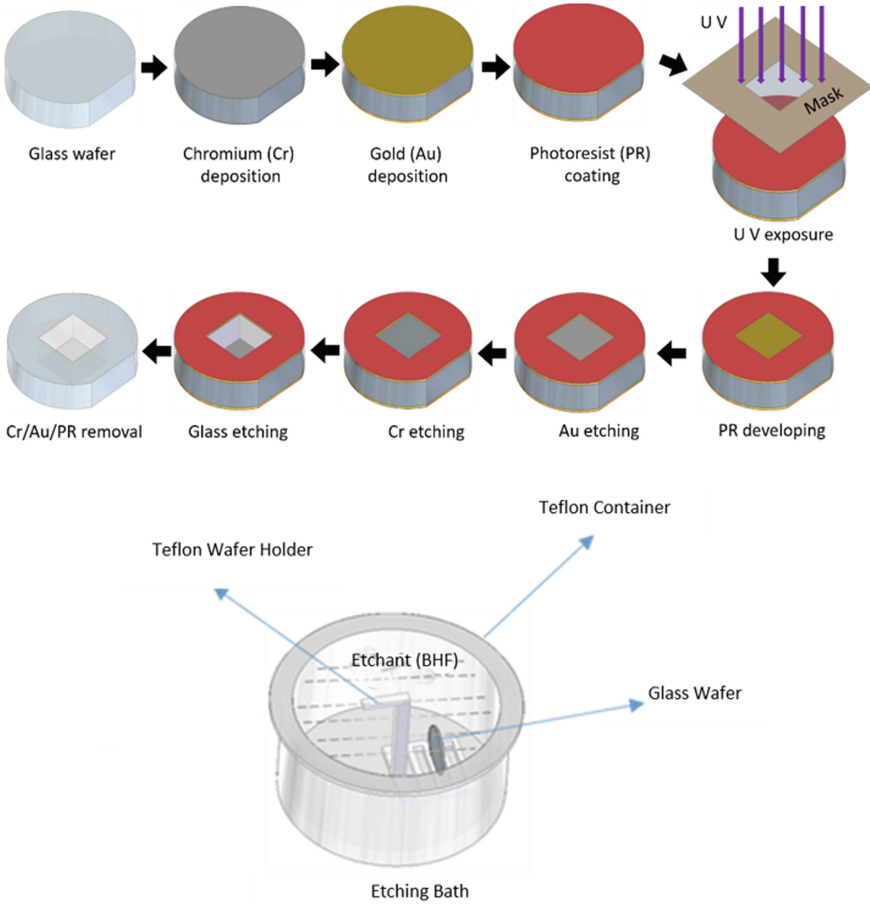 U V
Mask
Glass wafer
Chromium (Cr)
deposition
Gold (Au)
deposition
Photoresist (PR)
coating
U V exposure
Cr/Au/PR removal
Glass etching
Cr etching
Au etching
PR developing
Teflon Container
Teflon Wafer Holder
Etchant (BHF)
Glass Wafer
Etching Bath